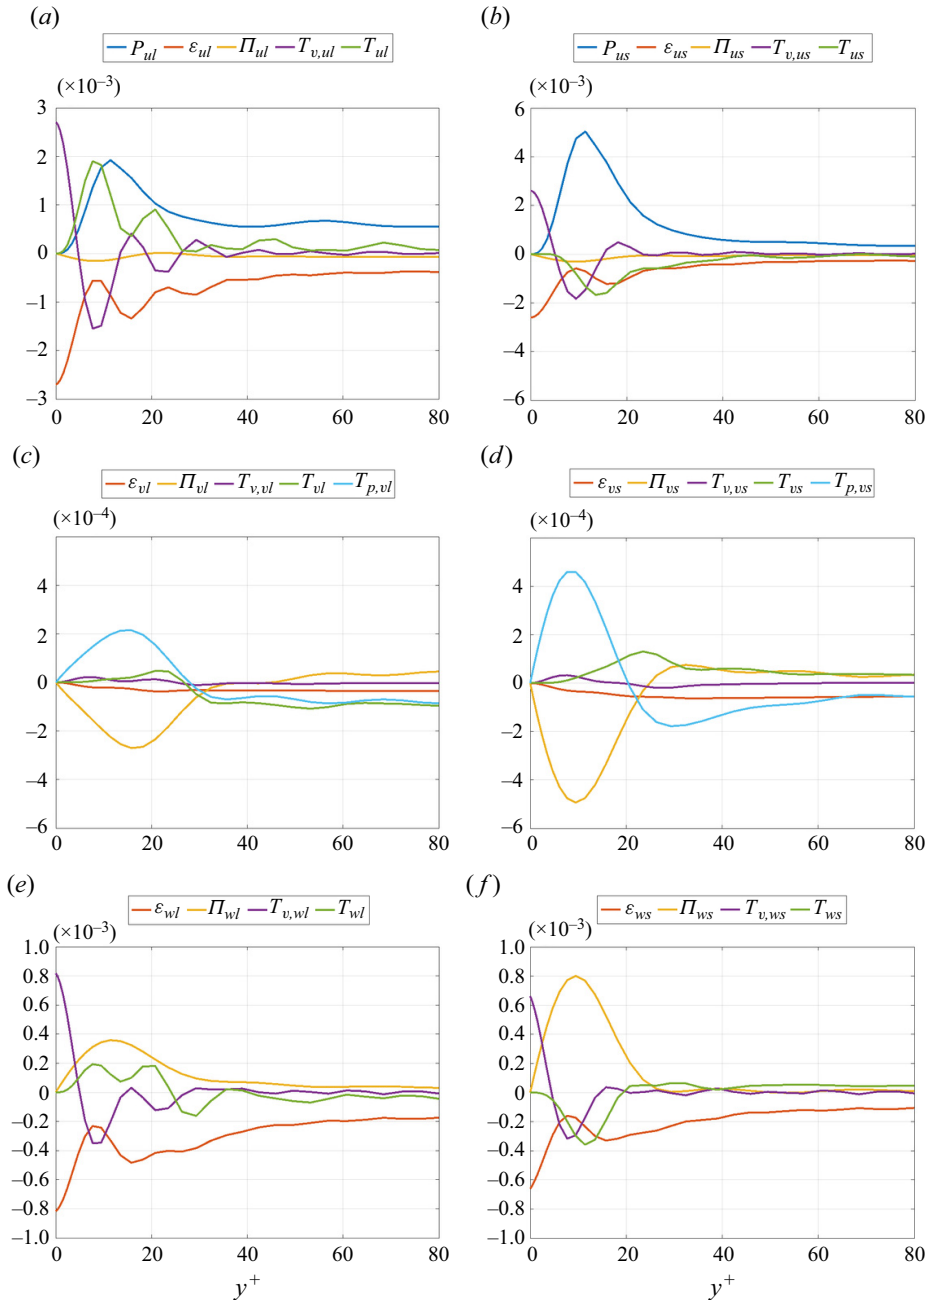 (a)
P_ul ε_ul Π_ul T_v,ul T_ul
(×10⁻³)
3
2
1
0
–1
–2
–3
0 20 40 60 80
(b)
P_us ε_us Π_us T_v,us T_us
(×10⁻³)
6
4
2
0
–2
–4
–6
0 20 40 60 80
(c)
ε_vl Π_vl T_v,vl T_vl T_p,vl
(×10⁻⁴)
4
2
0
–2
–4
–6
0 20 40 60 80
(d)
ε_vs Π_vs T_v,vs T_vs T_p,vs
(×10⁻⁴)
4
2
0
–2
–4
–6
0 20 40 60 80
(e)
ε_wl Π_wl T_v,wl T_wl
(×10⁻³)
1.0
0.8
0.6
0.4
0.2
0
–0.2
–0.4
–0.6
–0.8
–1.0
0 20 40 60 80
y⁺
(f)
ε_ws Π_ws T_v,ws T_ws
(×10⁻³)
1.0
0.8
0.6
0.4
0.2
0
–0.2
–0.4
–0.6
–0.8
–1.0
0 20 40 60 80
y⁺